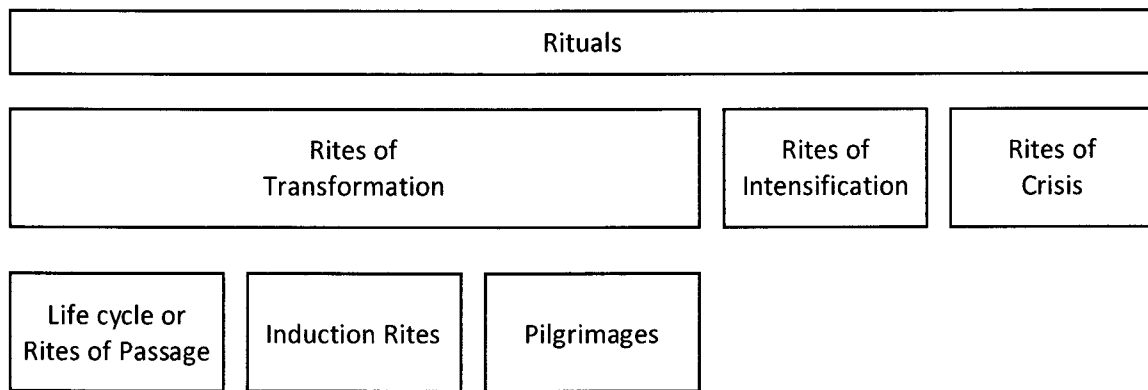 Rituals
Rites of
Transformation
Rites of
Intensification
Rites of
Crisis
Life cycle or
Rites of Passage
Induction Rites
Pilgrimages